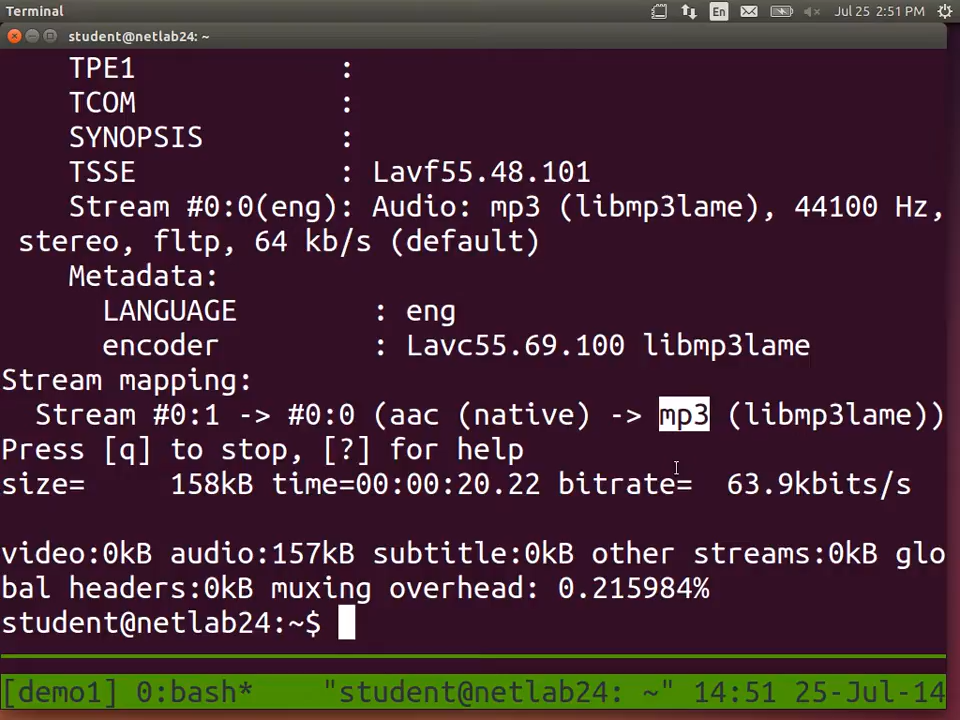 Terminal En Jul 25 2:51 PM
student@netlab24: ~
TPE1 :
TCOM :
SYNOPSIS :
TSSE : Lavf55.48.101
Stream #0:0(eng): Audio: mp3 (libmp3lame), 44100 Hz,
stereo, fltp, 64 kb/s (default)
Metadata:
LANGUAGE : eng
encoder : Lavc55.69.100 libmp3lame
Stream mapping:
Stream #0:1 -> #0:0 (aac (native) -> mp3 (libmp3lame))
Press [q] to stop, [?] for help
size=     158kB time=00:00:20.22 bitrate=  63.9kbits/s
video:0kB audio:157kB subtitle:0kB other streams:0kB glo
bal headers:0kB muxing overhead: 0.215984%
student@netlab24:~$
[demo1] 0:bash* "student@netlab24: ~" 14:51 25-Jul-14